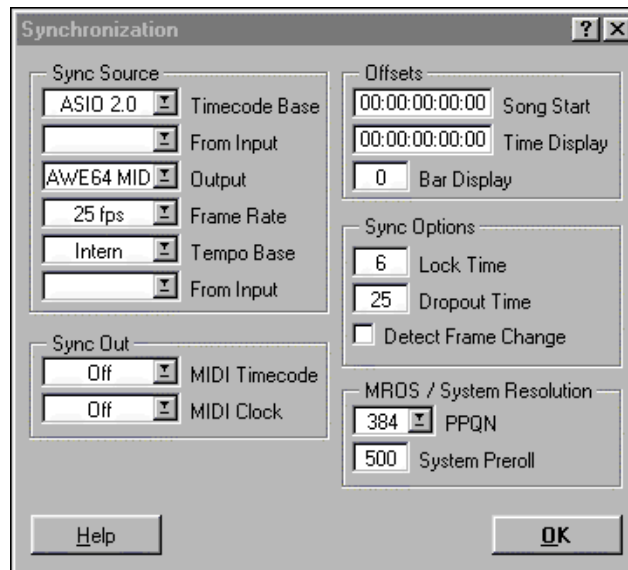 Synchronization
Sync Source
ASIO 2.0 Timecode Base
From Input
AWE64 MID Output
25 fps Frame Rate
Intern Tempo Base
From Input
Sync Out
Off MIDI Timecode
Off MIDI Clock
Offsets
00:00:00:00:00 Song Start
00:00:00:00:00 Time Display
0 Bar Display
Sync Options
6 Lock Time
25 Dropout Time
Detect Frame Change
MROS / System Resolution
384 PPQN
500 System Preroll
Help
OK